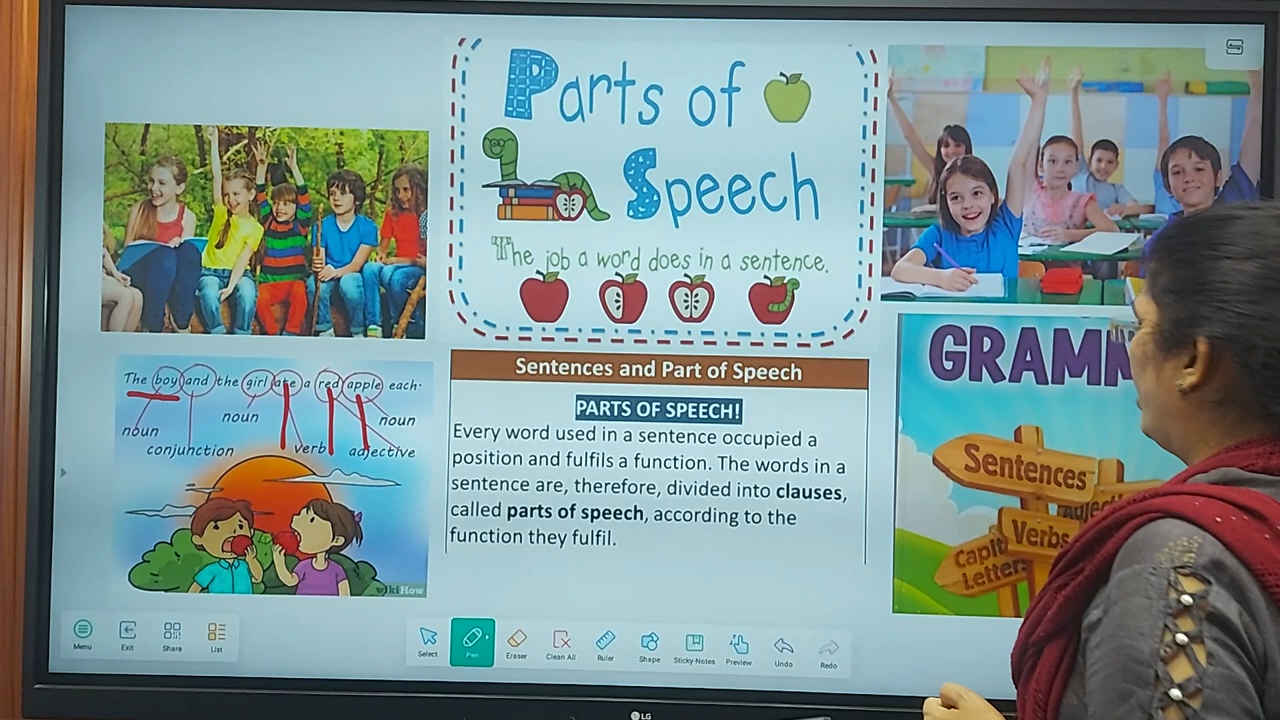 Parts of
Speech
The job a word does in a sentence.
The boy and the girl ate a red apple each.
noun
noun
noun
conjunction
verb
adjective
wikiHow
Sentences and Part of Speech
PARTS OF SPEECH!
Every word used in a sentence occupied a
position and fulfils a function. The words in a
sentence are, therefore, divided into clauses,
called parts of speech, according to the
function they fulfil.
GRAMM
Sentences
Adjecti
Verbs
Capit
Letter
Menu
Exit
Share
List
Select
Pen
Eraser
Clean All
Ruler
Shape
Sticky-Notes
Preview
Undo
Redo
LG